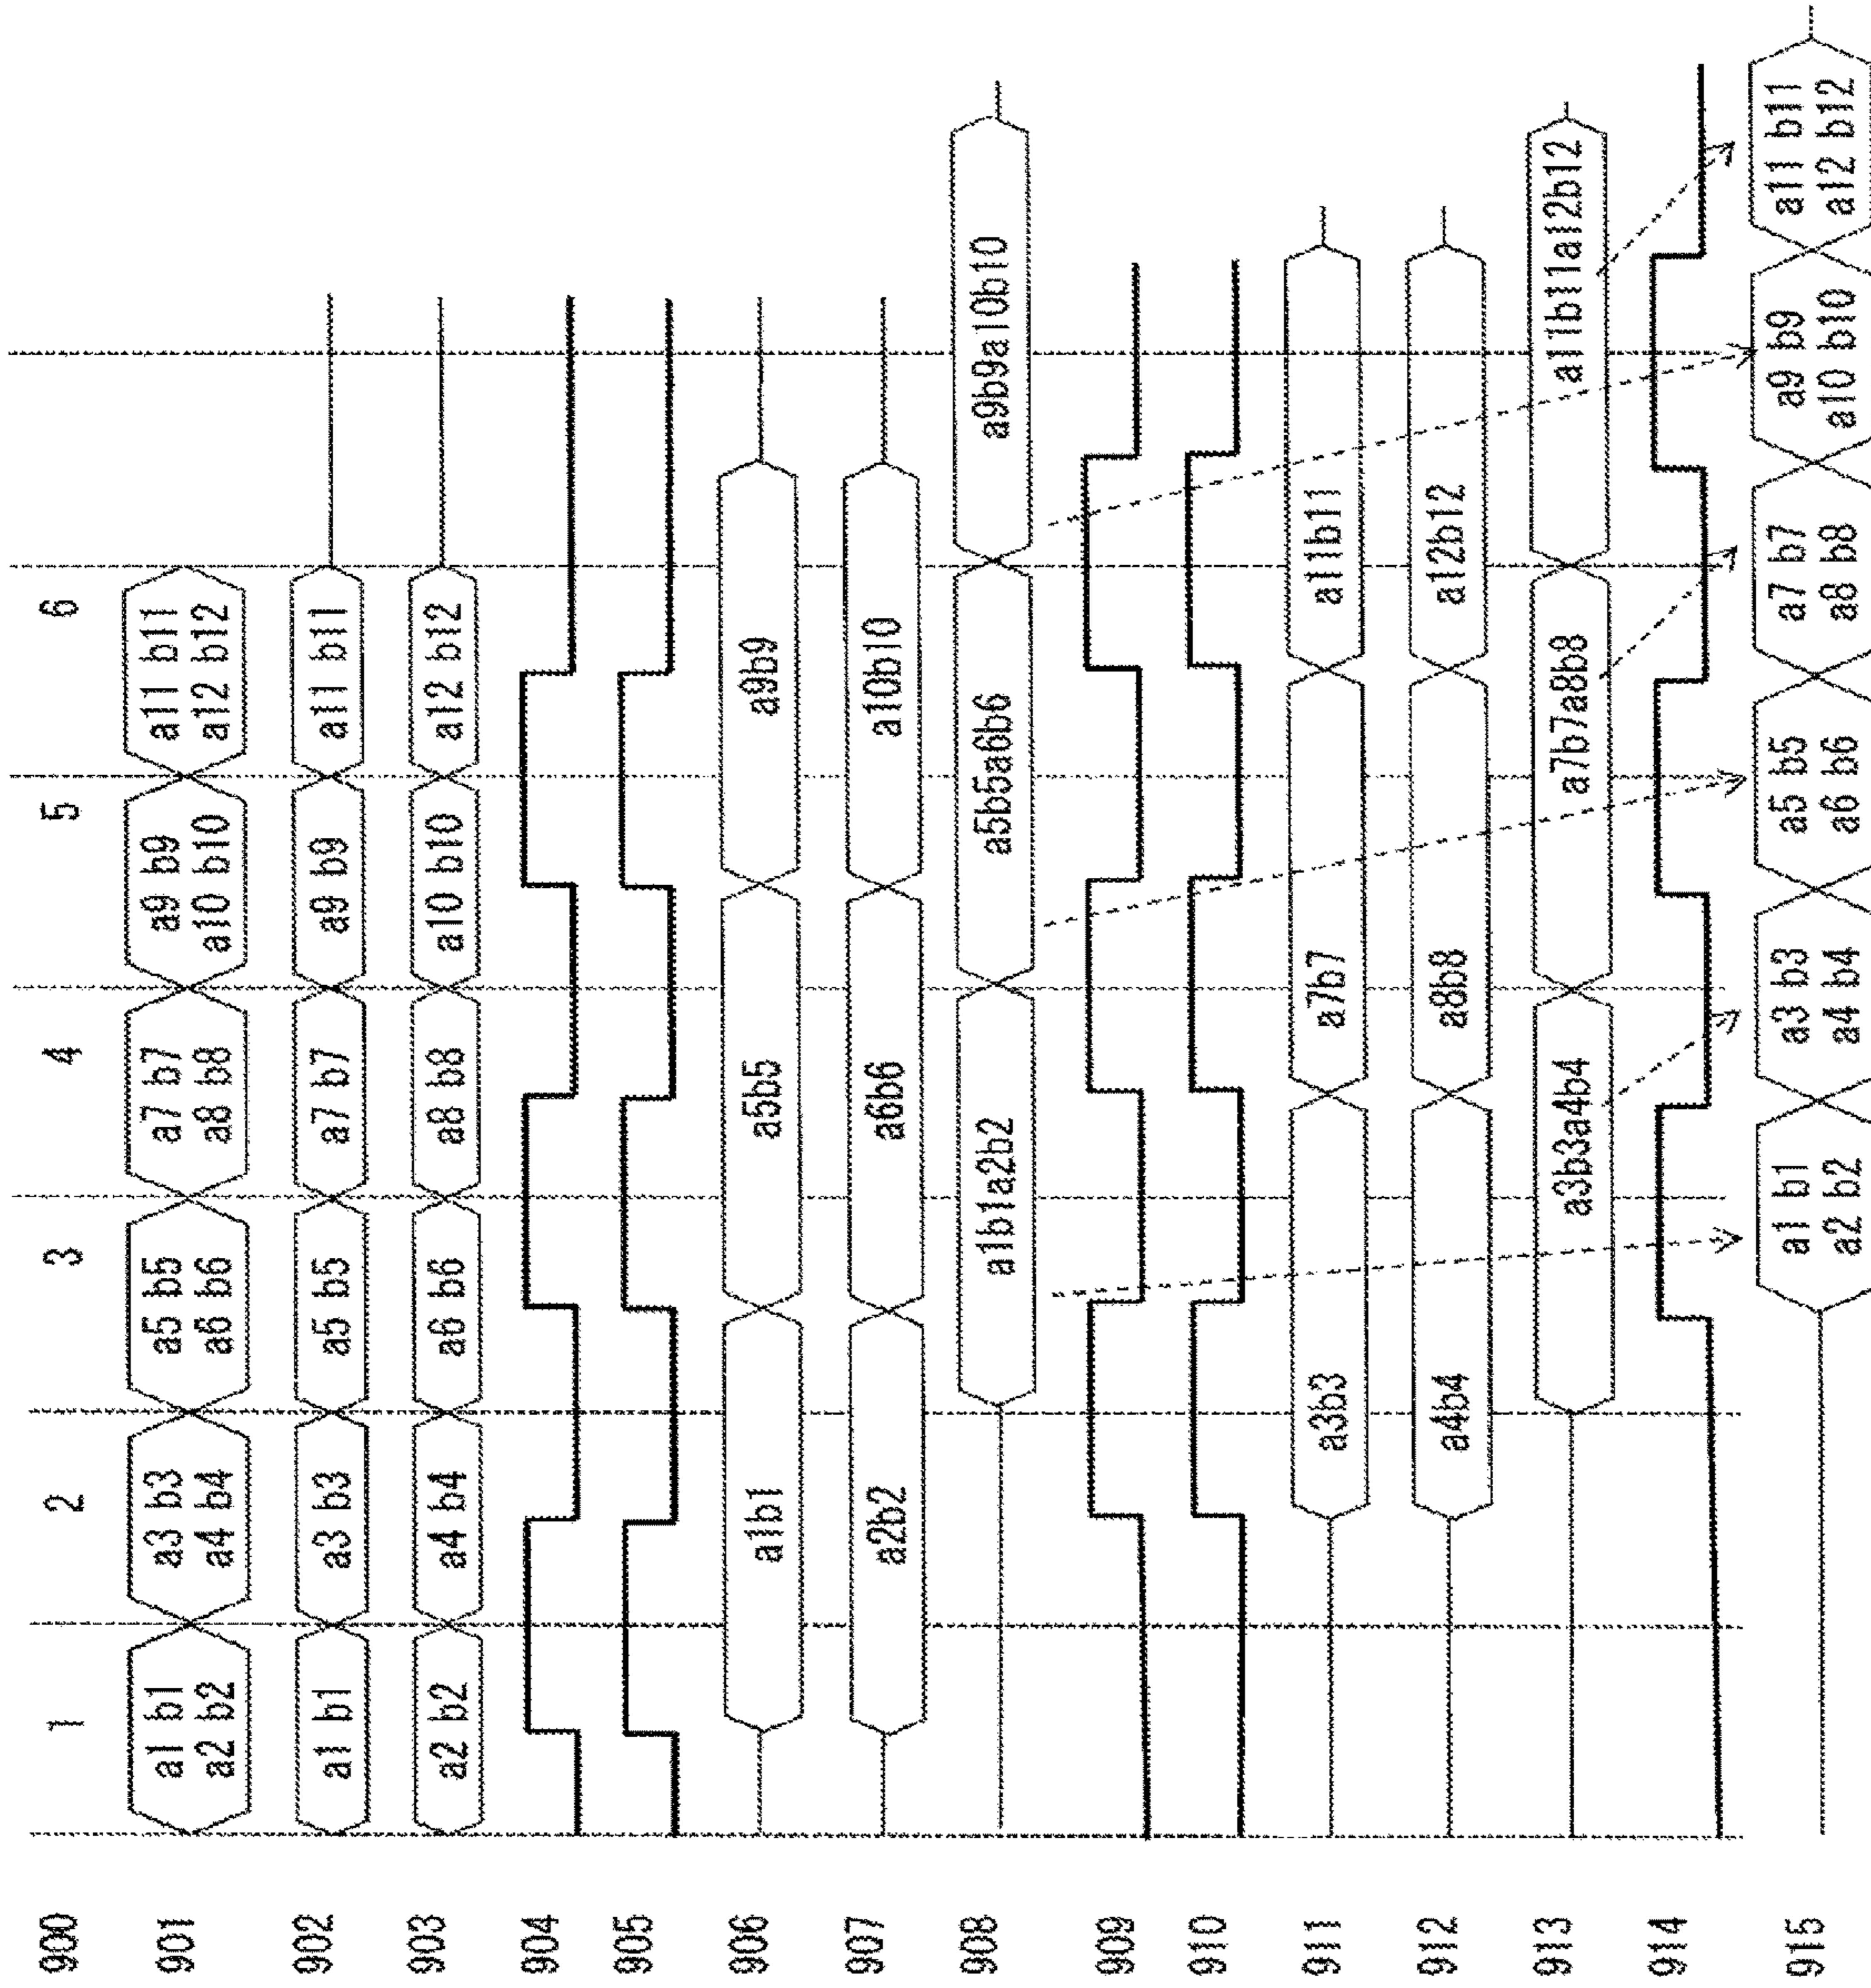 900 1 2 3 4 5 6
901 a1 b1 a3 b3 a5 b5 a7 b7 a9 b9 a11 b11
a2 b2 a4 b4 a6 b6 a8 b8 a10 b10 a12 b12
902 a1 b1 a3 b3 a5 b5 a7 b7 a9 b9 a11 b11
903 a2 b2 a4 b4 a6 b6 a8 b8 a10 b10 a12 b12
904
905
906 a1b1 a5b5 a9b9
907 a2b2 a6b6 a10b10
908 a1b1a2b2 a5b5a6b6 a9b9a10b10
909
910
911 a3b3 a7b7 a11b11
912 a4b4 a8b8 a12b12
913 a3b3a4b4 a7b7a8b8 a11b11a12b12
914
915 a1 b1 a3 b3 a5 b5 a7 b7 a9 b9 a11 b11
a2 b2 a4 b4 a6 b6 a8 b8 a10 b10 a12 b12